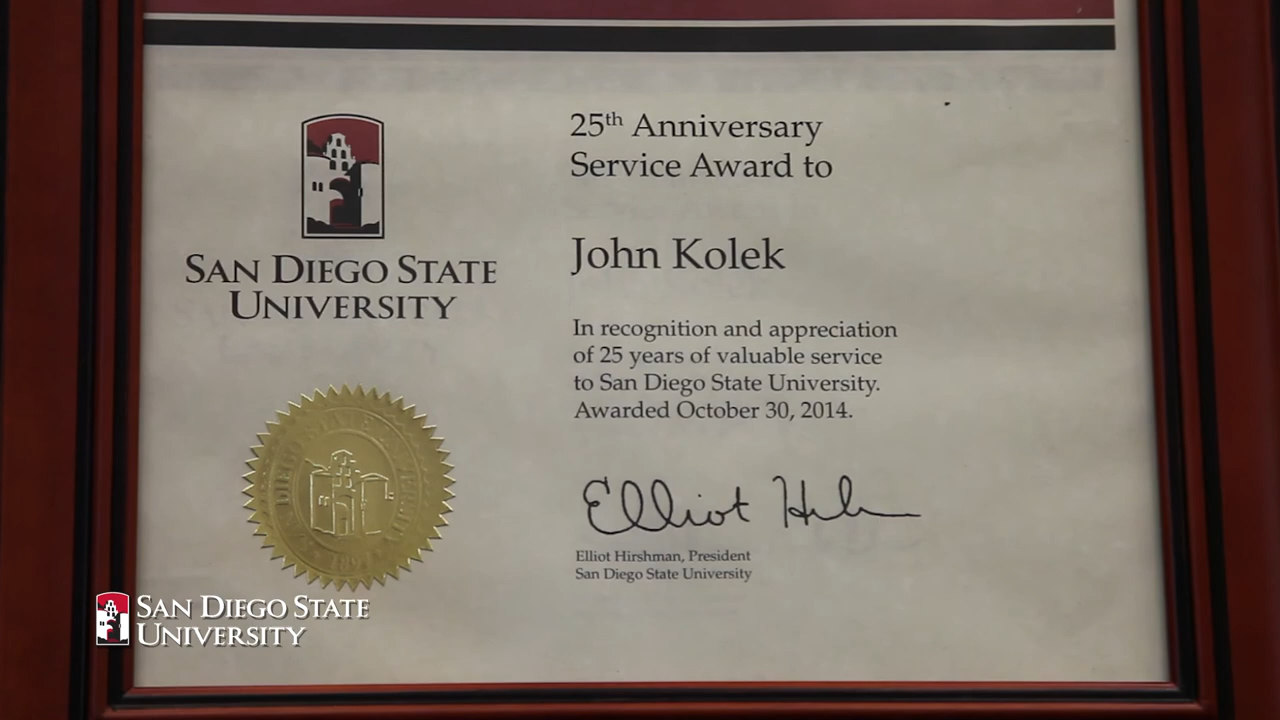 25th Anniversary
Service Award to
John Kolek
SAN DIEGO STATE
UNIVERSITY
In recognition and appreciation
of 25 years of valuable service
to San Diego State University.
Awarded October 30, 2014.
Elliot Hirshman, President
San Diego State University
SAN DIEGO STATE
UNIVERSITY